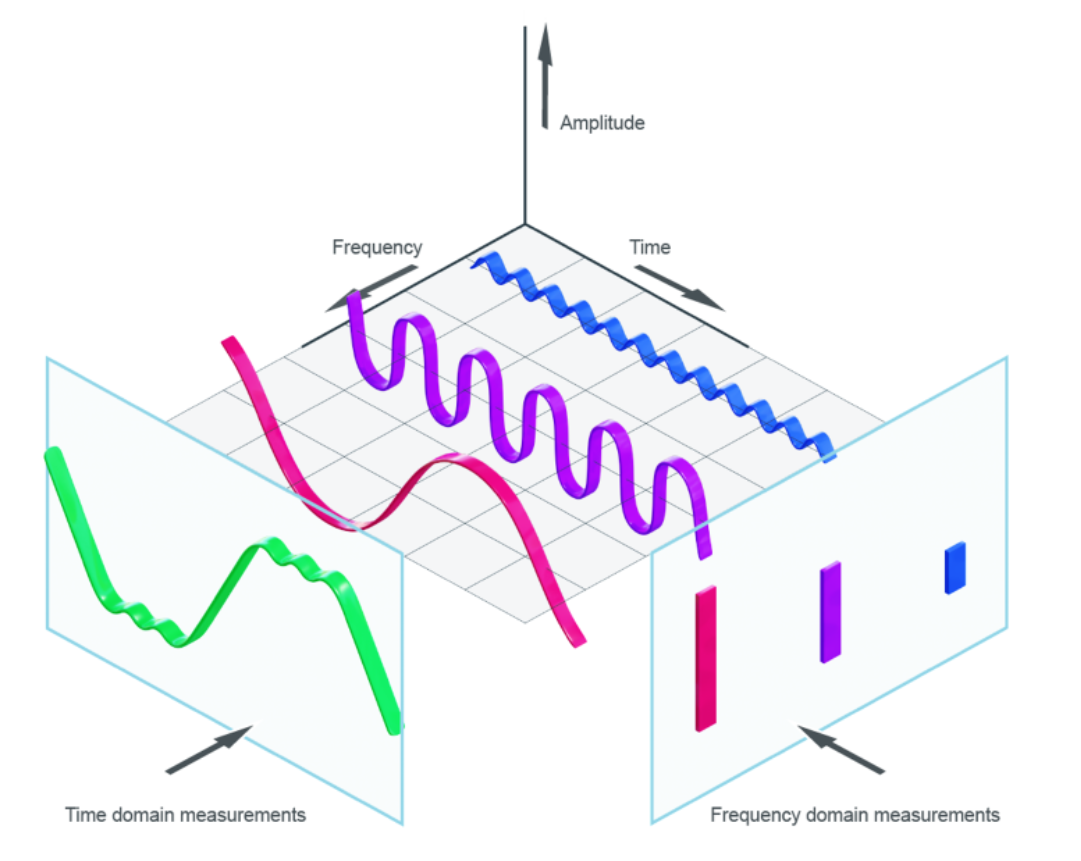 Amplitude
Frequency
Time
Time domain measurements
Frequency domain measurements